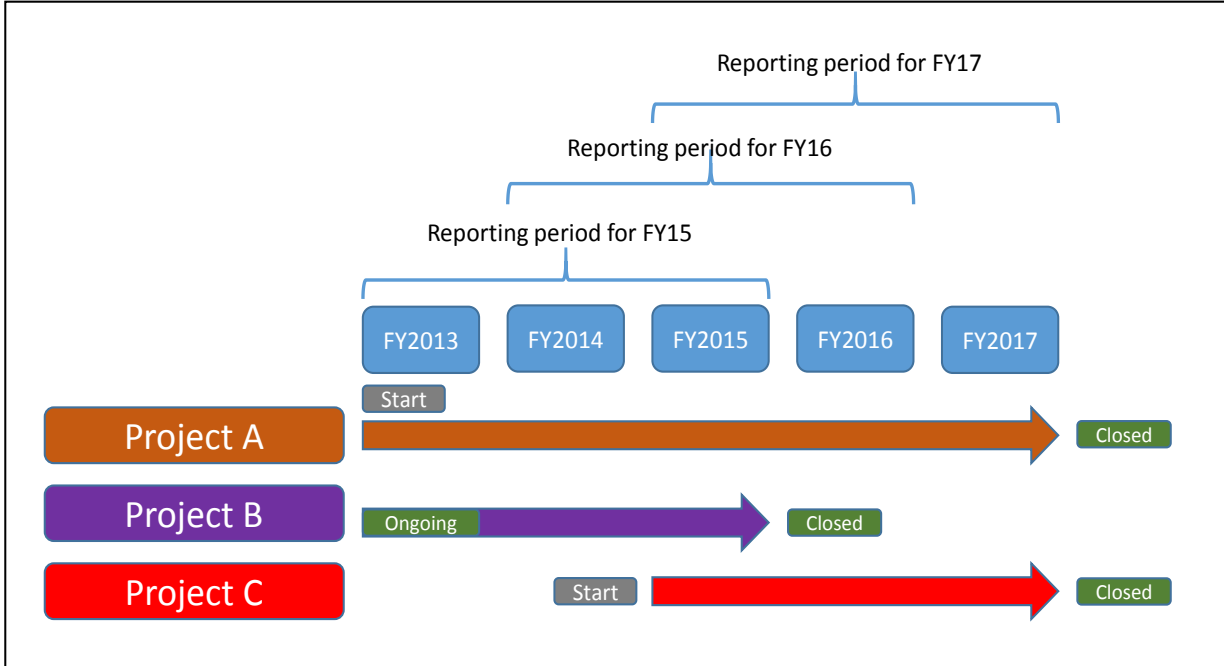 Reporting period for FY17
Reporting period for FY16
Reporting period for FY15
FY2013 FY2014 FY2015 FY2016 FY2017
Start
Project A Closed
Project B Ongoing Closed
Project C Start Closed